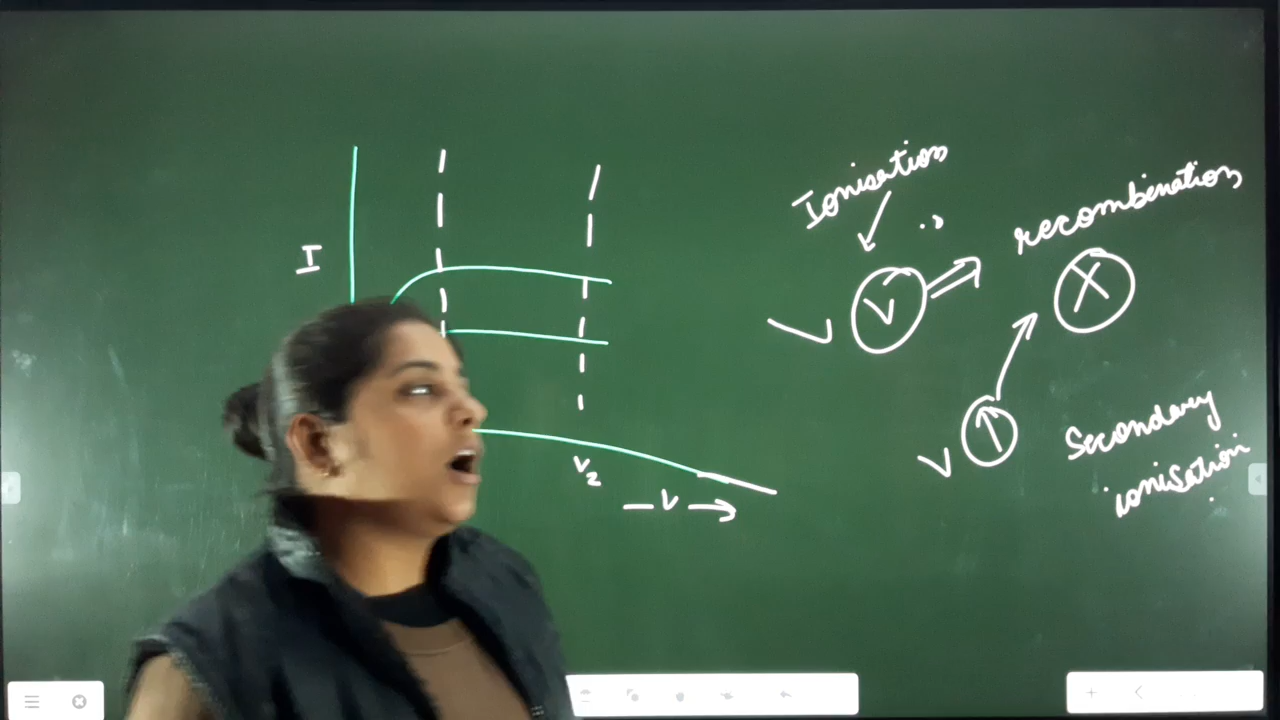 I
V2
— V →
Ionisation
recombination
V
X
V ↑
Secondary
ionisation